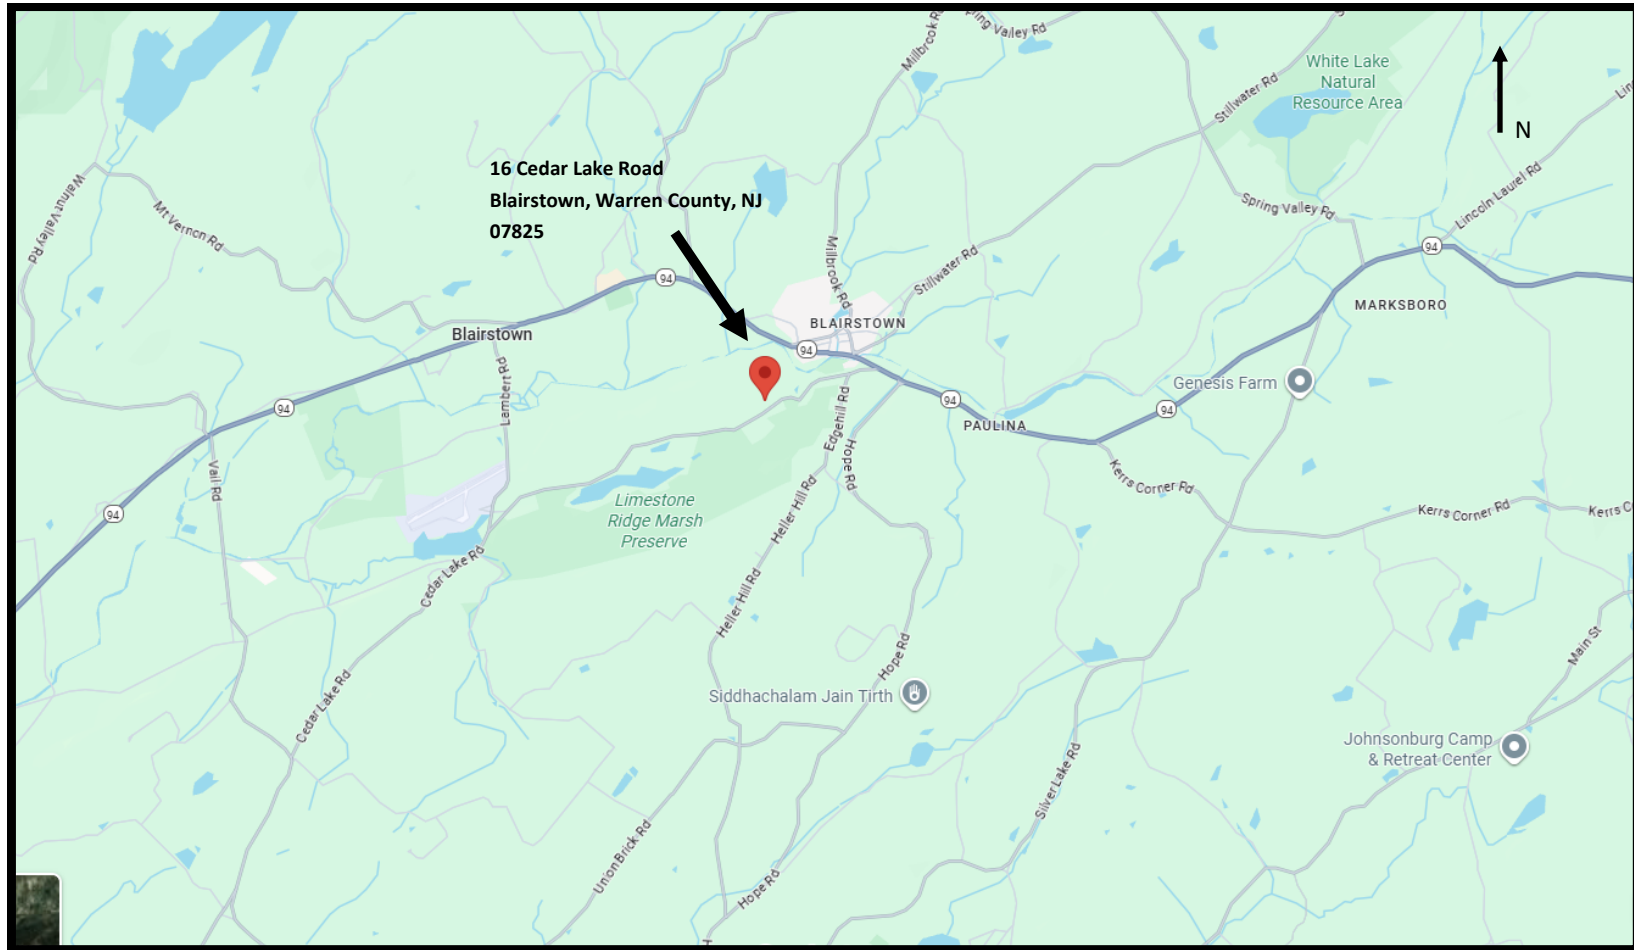 Millbrook Rd
Spring Valley Rd
White Lake
Natural
Resource Area
Stillwater Rd
N
16 Cedar Lake Road
Blairstown, Warren County, NJ
07825
Walnut Valley Rd
Mt Vernon Rd
Lincoln Laurel Rd
Spring Valley Rd
94
Millbrook Rd
Stillwater Rd
94
MARKSBORO
BLAIRSTOWN
Blairstown
94
Lambert Rd
Genesis Farm
94
94
94
PAULINA
Edgehill Rd
Hope Rd
Vail Rd
Kerrs Corner Rd
Heller Hill Rd
Limestone
Ridge Marsh
Preserve
94
Kerrs Corner Rd
Kerrs C
Cedar Lake Rd
Heller Hill Rd
Hope Rd
Main St
Cedar Lake Rd
Siddhachalam Jain Tirth
Johnsonburg Camp
& Retreat Center
Silver Lake Rd
Union Brick Rd
Hope Rd